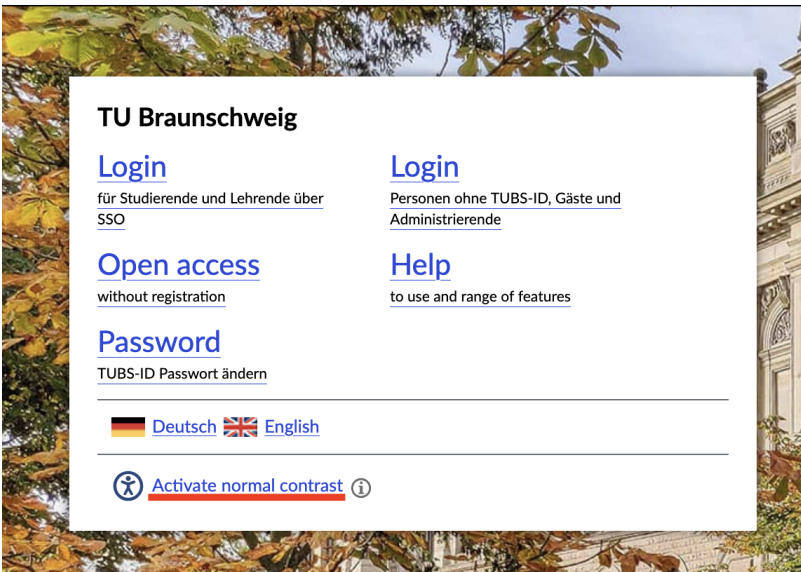 TU Braunschweig
Login
für Studierende und Lehrende über
SSO
Login
Personen ohne TUBS-ID, Gäste und
Administrierende
Open access
without registration
Help
to use and range of features
Password
TUBS-ID Passwort ändern
Deutsch English
Activate normal contrast